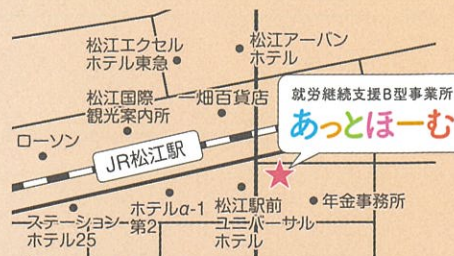 松江エクセル
ホテル東急
松江アーバン
ホテル
松江国際
観光案内所
一畑百貨店
就労継続支援B型事業所
あっとほーむ
ローソン
JR松江駅
ステーション
ホテル25
ホテルα-1
第2
松江駅前
ユニバーサル
ホテル
年金事務所